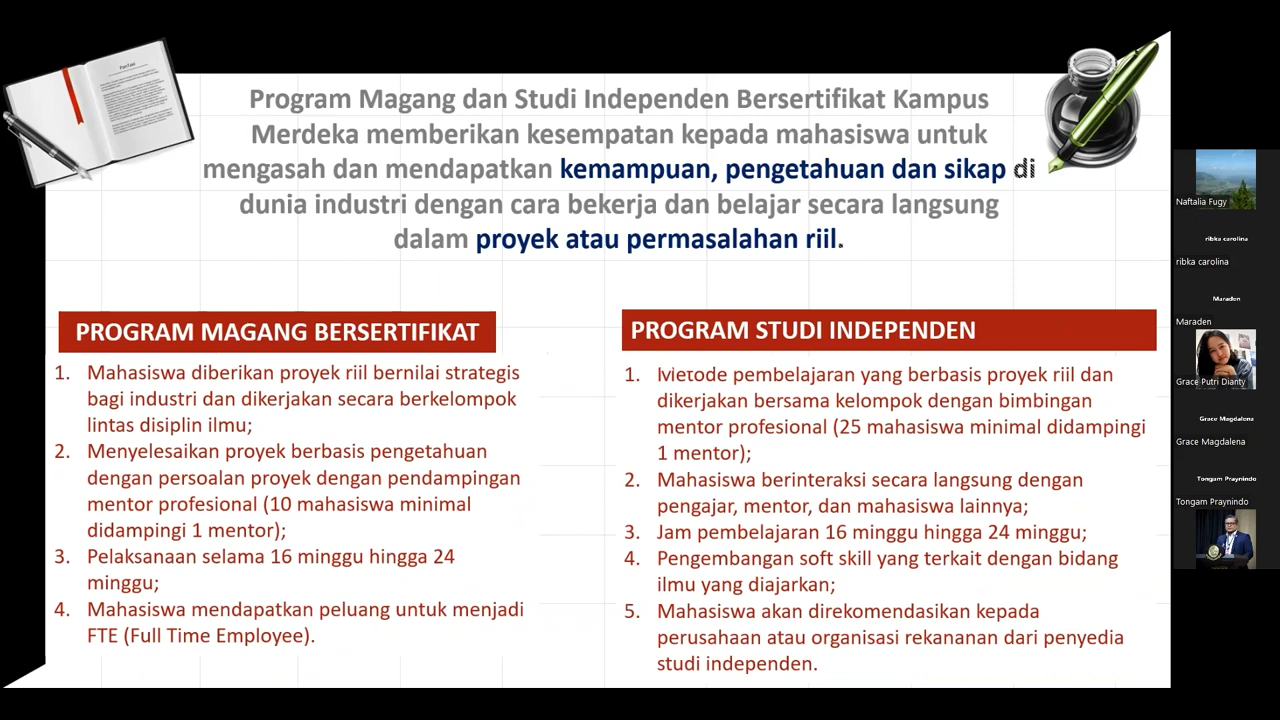 Program Magang dan Studi Independen Bersertifikat Kampus
Merdeka memberikan kesempatan kepada mahasiswa untuk
mengasah dan mendapatkan kemampuan, pengetahuan dan sikap di
dunia industri dengan cara bekerja dan belajar secara langsung
dalam proyek atau permasalahan riil.
PROGRAM MAGANG BERSERTIFIKAT
1. Mahasiswa diberikan proyek riil bernilai strategis
bagi industri dan dikerjakan secara berkelompok
lintas disiplin ilmu;
2. Menyelesaikan proyek berbasis pengetahuan
dengan persoalan proyek dengan pendampingan
mentor profesional (10 mahasiswa minimal
didampingi 1 mentor);
3. Pelaksanaan selama 16 minggu hingga 24
minggu;
4. Mahasiswa mendapatkan peluang untuk menjadi
FTE (Full Time Employee).
PROGRAM STUDI INDEPENDEN
1. Metode pembelajaran yang berbasis proyek riil dan
dikerjakan bersama kelompok dengan bimbingan
mentor profesional (25 mahasiswa minimal didampingi
1 mentor);
2. Mahasiswa berinteraksi secara langsung dengan
pengajar, mentor, dan mahasiswa lainnya;
3. Jam pembelajaran 16 minggu hingga 24 minggu;
4. Pengembangan soft skill yang terkait dengan bidang
ilmu yang diajarkan;
5. Mahasiswa akan direkomendasikan kepada
perusahaan atau organisasi rekananan dari penyedia
studi independen.
Naftalia Fugy
ribka carolina
ribka carolina
Maraden
Maraden
Grace Putri Dianty
Grace Magdalena
Grace Magdalena
Tongam Praynindo
Tongam Praynindo